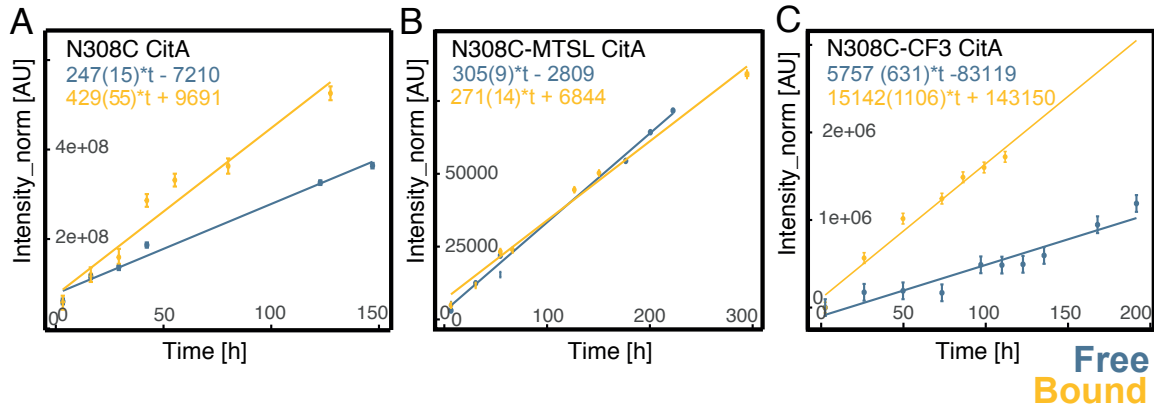 A
N308C CitA
247(15)*t - 7210
429(55)*t + 9691
Intensity_norm [AU]
4e+08
2e+08
0
0
50
100
150
Time [h]
B
N308C-MTSL CitA
305(9)*t - 2809
271(14)*t + 6844
Intensity_norm [AU]
50000
25000
0
0
100
200
300
Time [h]
C
N308C-CF3 CitA
5757 (631)*t -83119
15142(1106)*t + 143150
Intensity_norm [AU]
2e+06
1e+06
0
0
50
100
150
200
Time [h]
Free
Bound